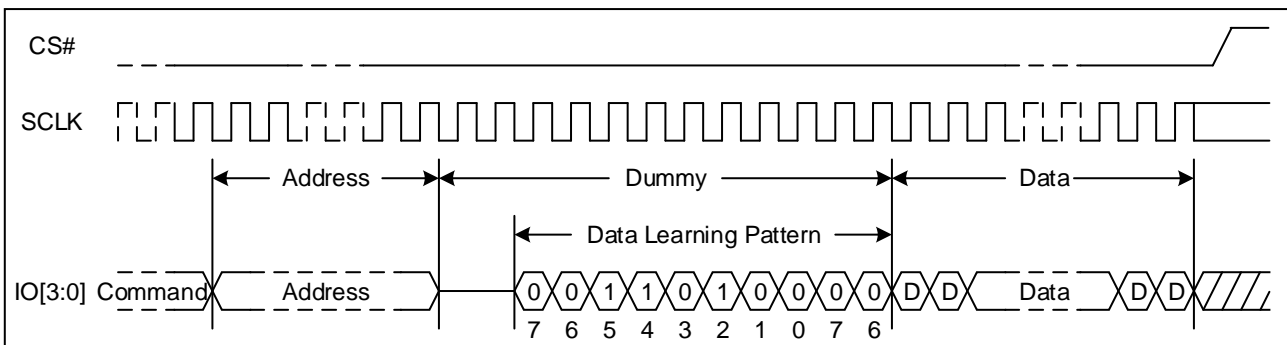 CS#
SCLK
Address Dummy Data
Data Learning Pattern
IO[3:0] Command Address 0 0 1 1 0 1 0 0 0 0 D D Data D D
7 6 5 4 3 2 1 0 7 6